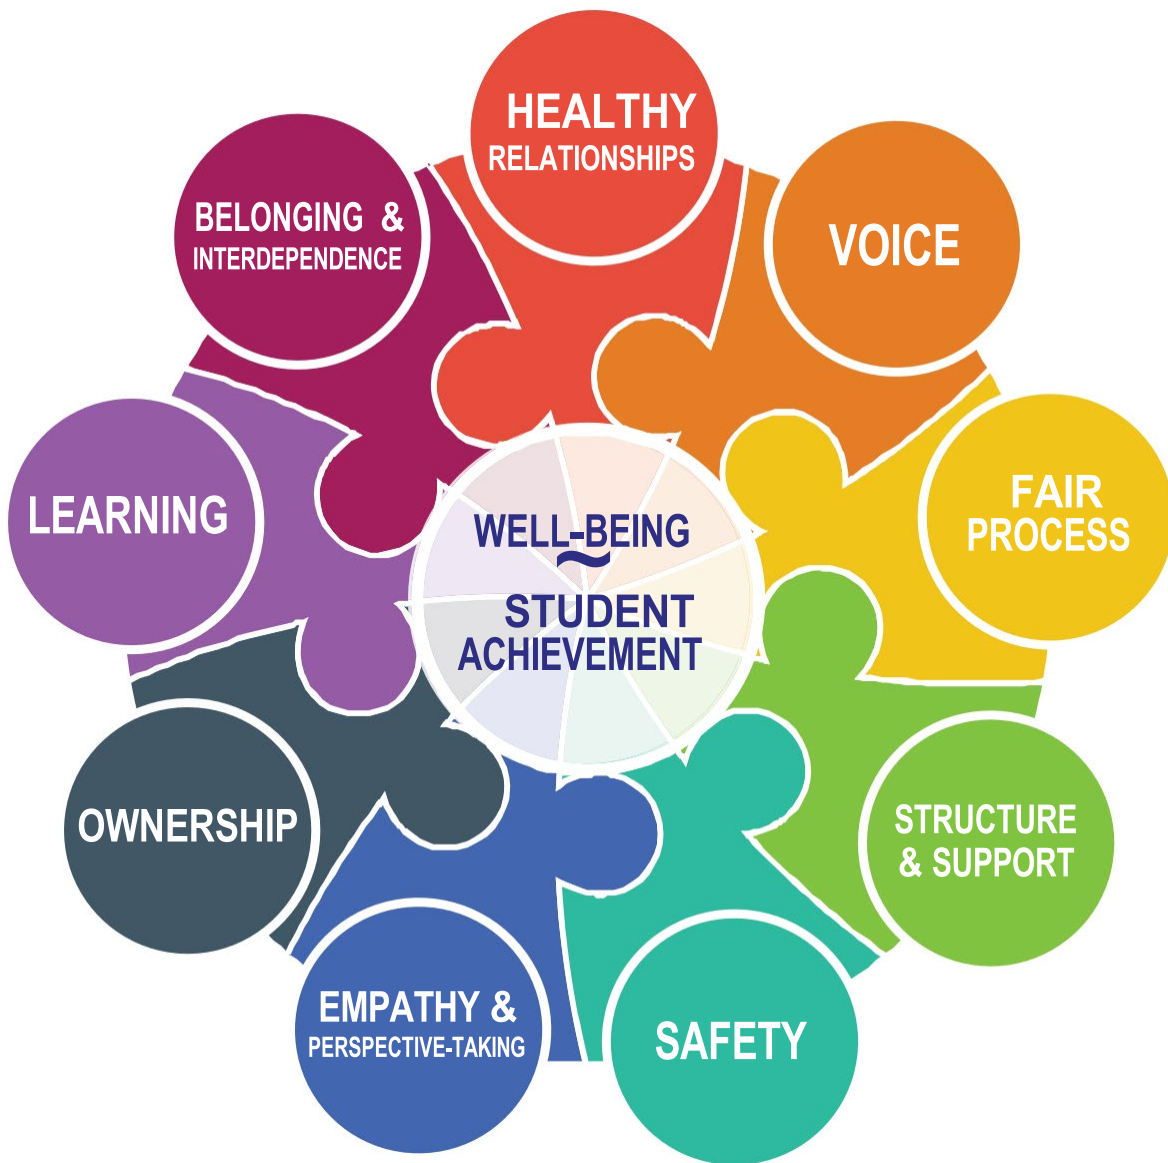 HEALTHY
RELATIONSHIPS
VOICE
FAIR
PROCESS
STRUCTURE
& SUPPORT
SAFETY
EMPATHY &
PERSPECTIVE-TAKING
OWNERSHIP
LEARNING
BELONGING &
INTERDEPENDENCE
WELL-BEING
~
STUDENT
ACHIEVEMENT